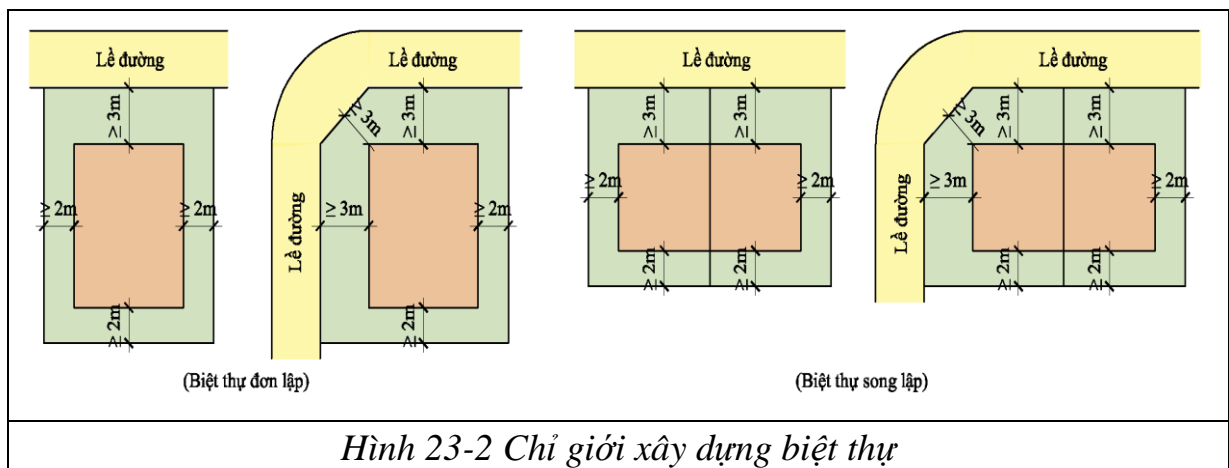 Lề đường
≥ 3m
≥ 2m
≥ 2m
≥ 2m
Lề đường
≥ 3m
≥ 3m
Lề đường
≥ 3m
≥ 2m
≥ 2m
(Biệt thự đơn lập)
Lề đường
≥ 3m
≥ 3m
≥ 2m
≥ 2m
≥ 2m
≥ 2m
Lề đường
≥ 3m
≥ 3m
≥ 3m
Lề đường
≥ 3m
≥ 2m
≥ 2m
≥ 2m
(Biệt thự song lập)
Hình 23-2 Chỉ giới xây dựng biệt thự